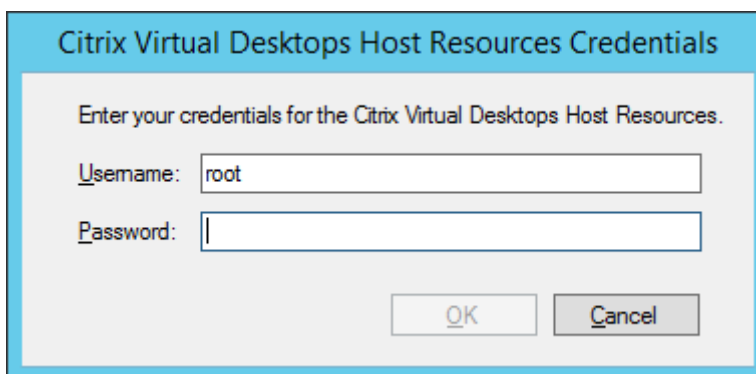 Citrix Virtual Desktops Host Resources Credentials
Enter your credentials for the Citrix Virtual Desktops Host Resources.
Username: root
Password:
OK Cancel